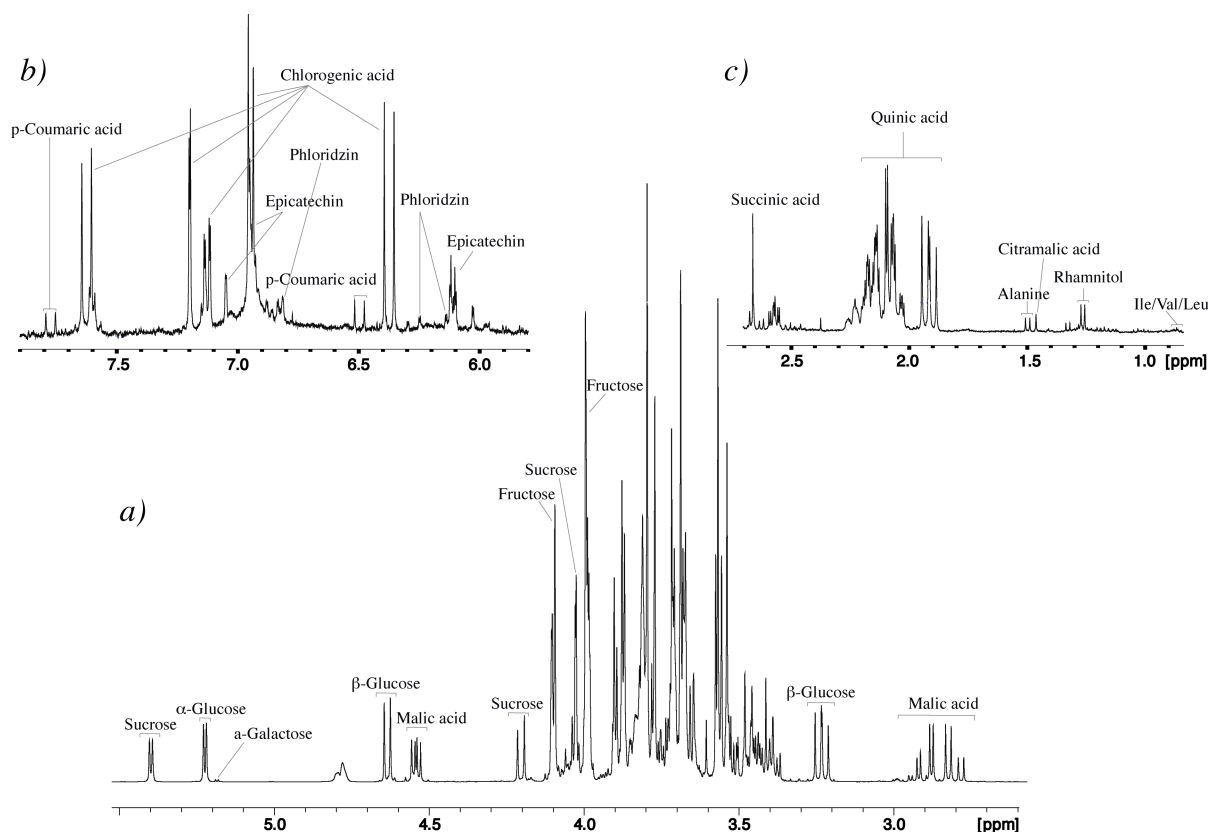 b)
Chlorogenic acid
p-Coumaric acid
Phloridzin
Epicatechin
Phloridzin
p-Coumaric acid
Epicatechin
7.5 7.0 6.5 6.0
c)
Quinic acid
Succinic acid
Citramalic acid
Alanine
Rhamnitol
Ile/Val/Leu
2.5 2.0 1.5 1.0 [ppm]
a)
Fructose
Sucrose
Fructose
β-Glucose
α-Glucose
Sucrose
a-Galactose
Malic acid
Sucrose
β-Glucose
Malic acid
5.0 4.5 4.0 3.5 3.0 [ppm]